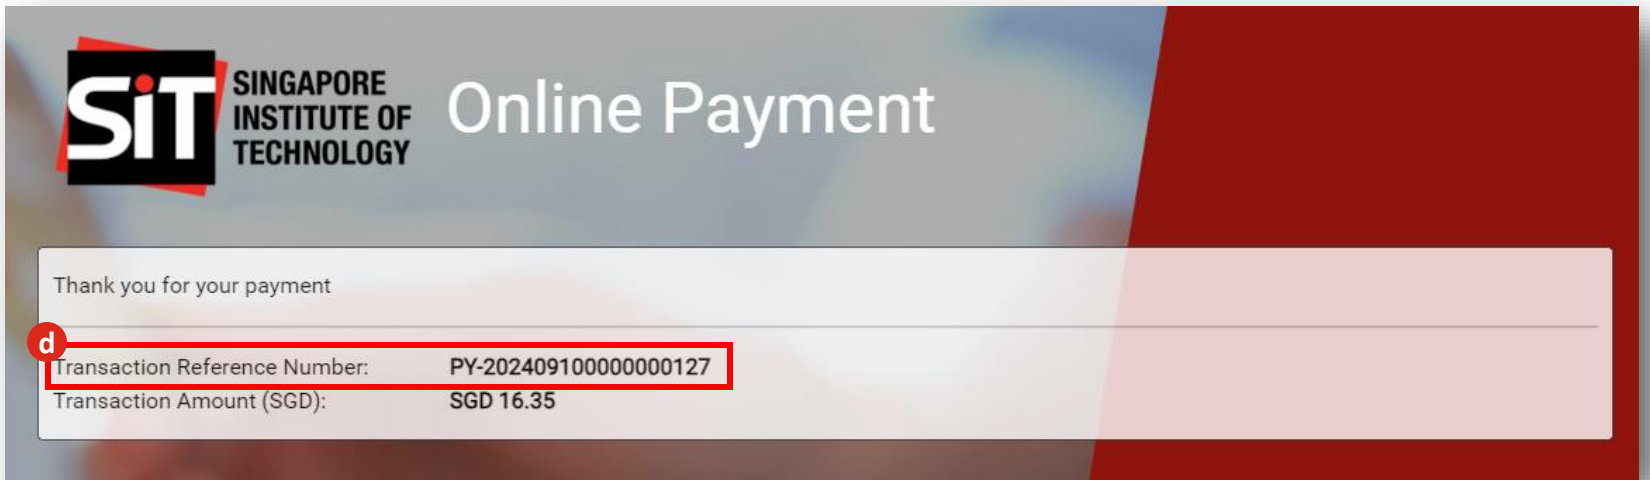 SiT
SINGAPORE
INSTITUTE OF
TECHNOLOGY
Online Payment
Thank you for your payment
d
Transaction Reference Number: PY-202409100000000127
Transaction Amount (SGD): SGD 16.35